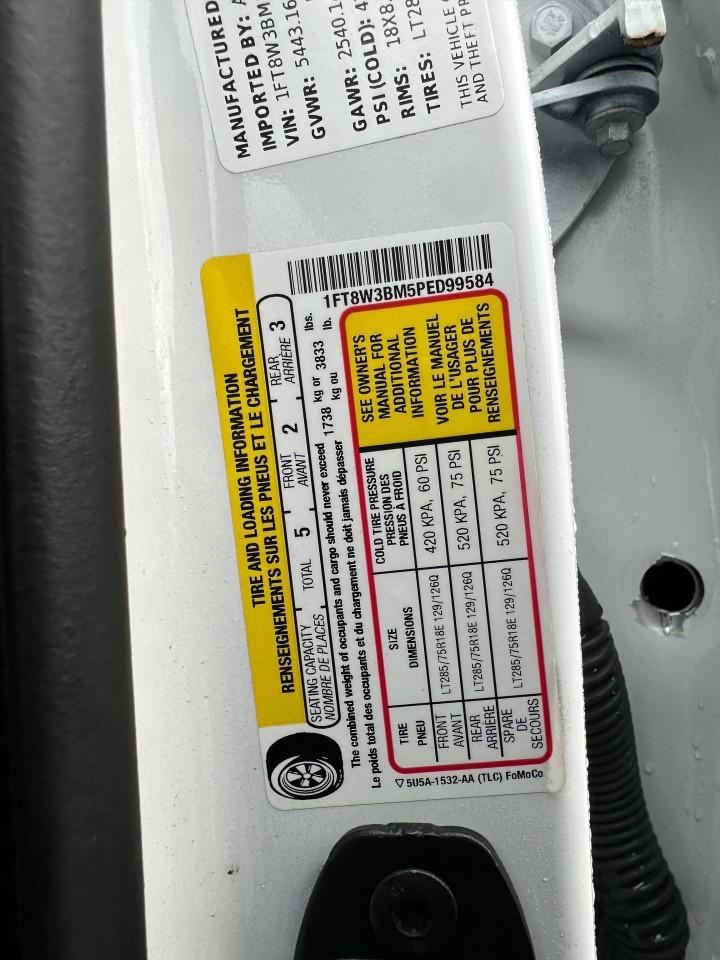 MANUFACTURED
IMPORTED BY:
VIN: 1FT8W3BM
GVWR: 5443.16
GAWR: 2540.1
PSI (COLD):
RIMS: 18X8.
TIRES: LT28
THIS VEHICLE
AND THEFT PR
TIRE AND LOADING INFORMATION
RENSEIGNEMENTS SUR LES PNEUS ET LE CHARGEMENT
SEATING CAPACITY TOTAL 5 FRONT 2 REAR 3
NOMBRE DE PLACES AVANT ARRIÈRE
The combined weight of occupants and cargo should never exceed 1738 kg or 3833 lbs.
Le poids total des occupants et du chargement ne doit jamais dépasser kg ou lb.
1FT8W3BM5PED99584
TIRE SIZE COLD TIRE PRESSURE
PNEU DIMENSIONS PRESSION DES
PNEUS À FROID
FRONT LT285/75R18E 129/126Q 420 KPA, 60 PSI
AVANT
REAR LT285/75R18E 129/126Q 520 KPA, 75 PSI
ARRIÈRE
SPARE LT285/75R18E 129/126Q 520 KPA, 75 PSI
DE
SECOURS
SEE OWNER'S
MANUAL FOR
ADDITIONAL
INFORMATION
VOIR LE MANUEL
DE L'USAGER
POUR PLUS DE
RENSEIGNEMENTS
5U5A-1532-AA (TLC) FoMoCo